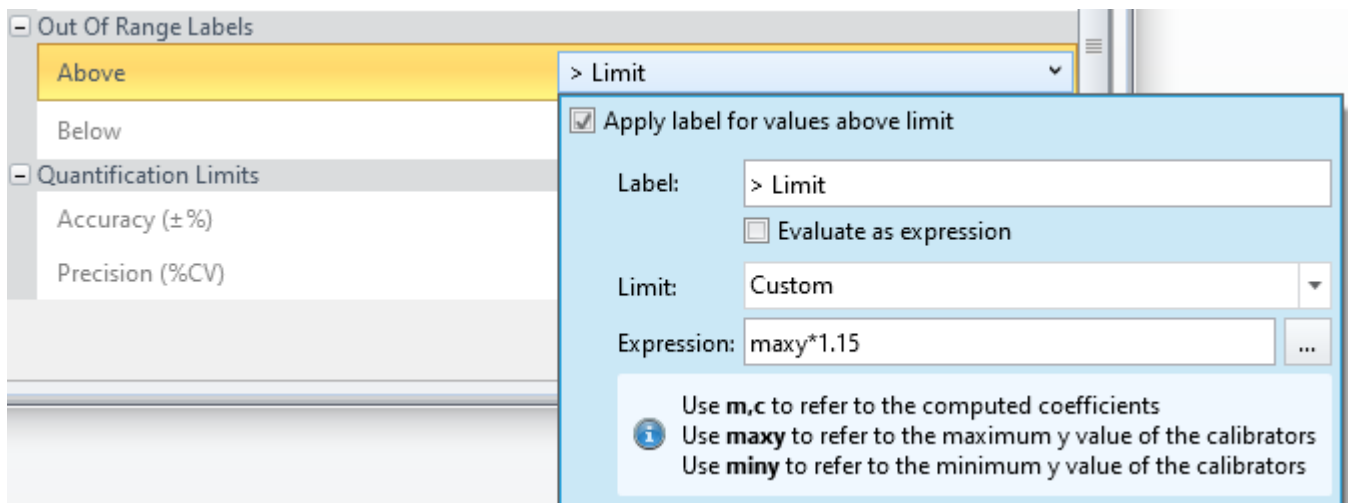 Out Of Range Labels
Above
> Limit
Below
Apply label for values above limit
Quantification Limits
Label:
> Limit
Accuracy (±%)
Evaluate as expression
Precision (%CV)
Limit:
Custom
Expression:
maxy*1.15
...
Use m,c to refer to the computed coefficients
Use maxy to refer to the maximum y value of the calibrators
Use miny to refer to the minimum y value of the calibrators